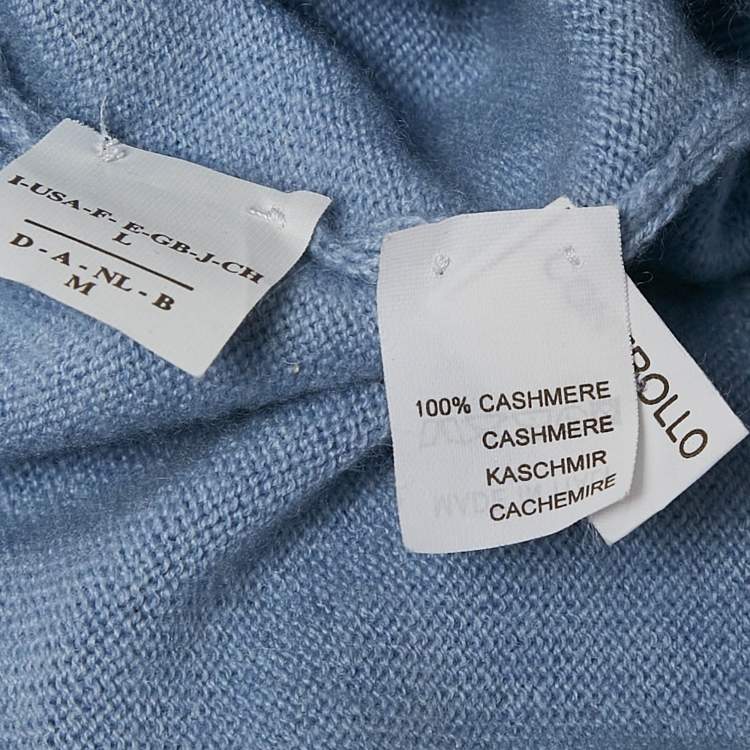 I-USA-F- E-GB-J-CH
L
D - A - NL - B
M
100% CASHMERE
CASHMERE
KASCHMIR
CACHEMIRE
ROLLO